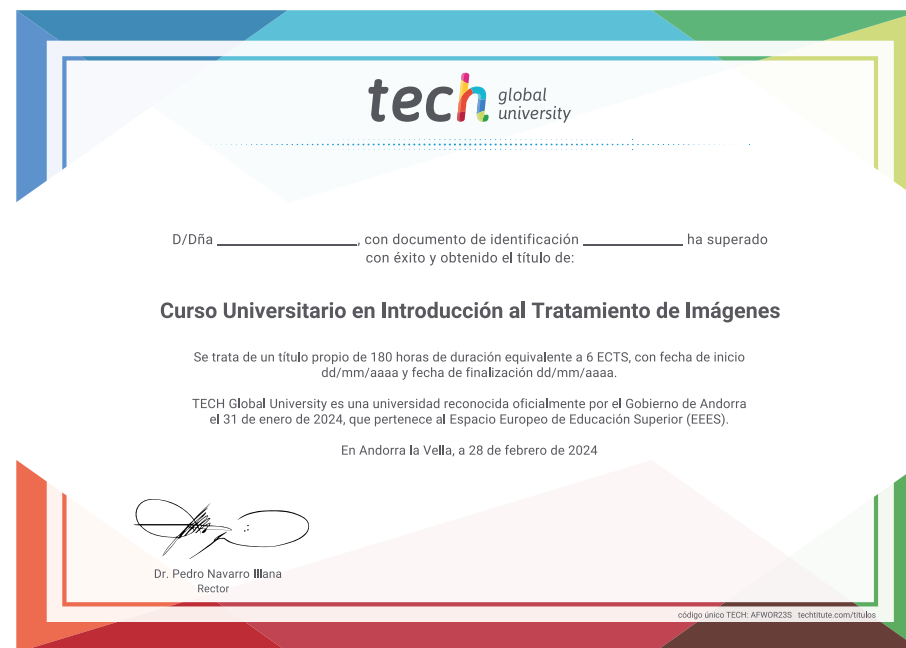 tech global university
D/Dña ____________________, con documento de identificación ______________ ha superado
con éxito y obtenido el título de:
Curso Universitario en Introducción al Tratamiento de Imágenes
Se trata de un título propio de 180 horas de duración equivalente a 6 ECTS, con fecha de inicio
dd/mm/aaaa y fecha de finalización dd/mm/aaaa.
TECH Global University es una universidad reconocida oficialmente por el Gobierno de Andorra
el 31 de enero de 2024, que pertenece al Espacio Europeo de Educación Superior (EEES).
En Andorra la Vella, a 28 de febrero de 2024
Dr. Pedro Navarro Illana
Rector
código único TECH: AFWOR23S techtitute.com/titulos